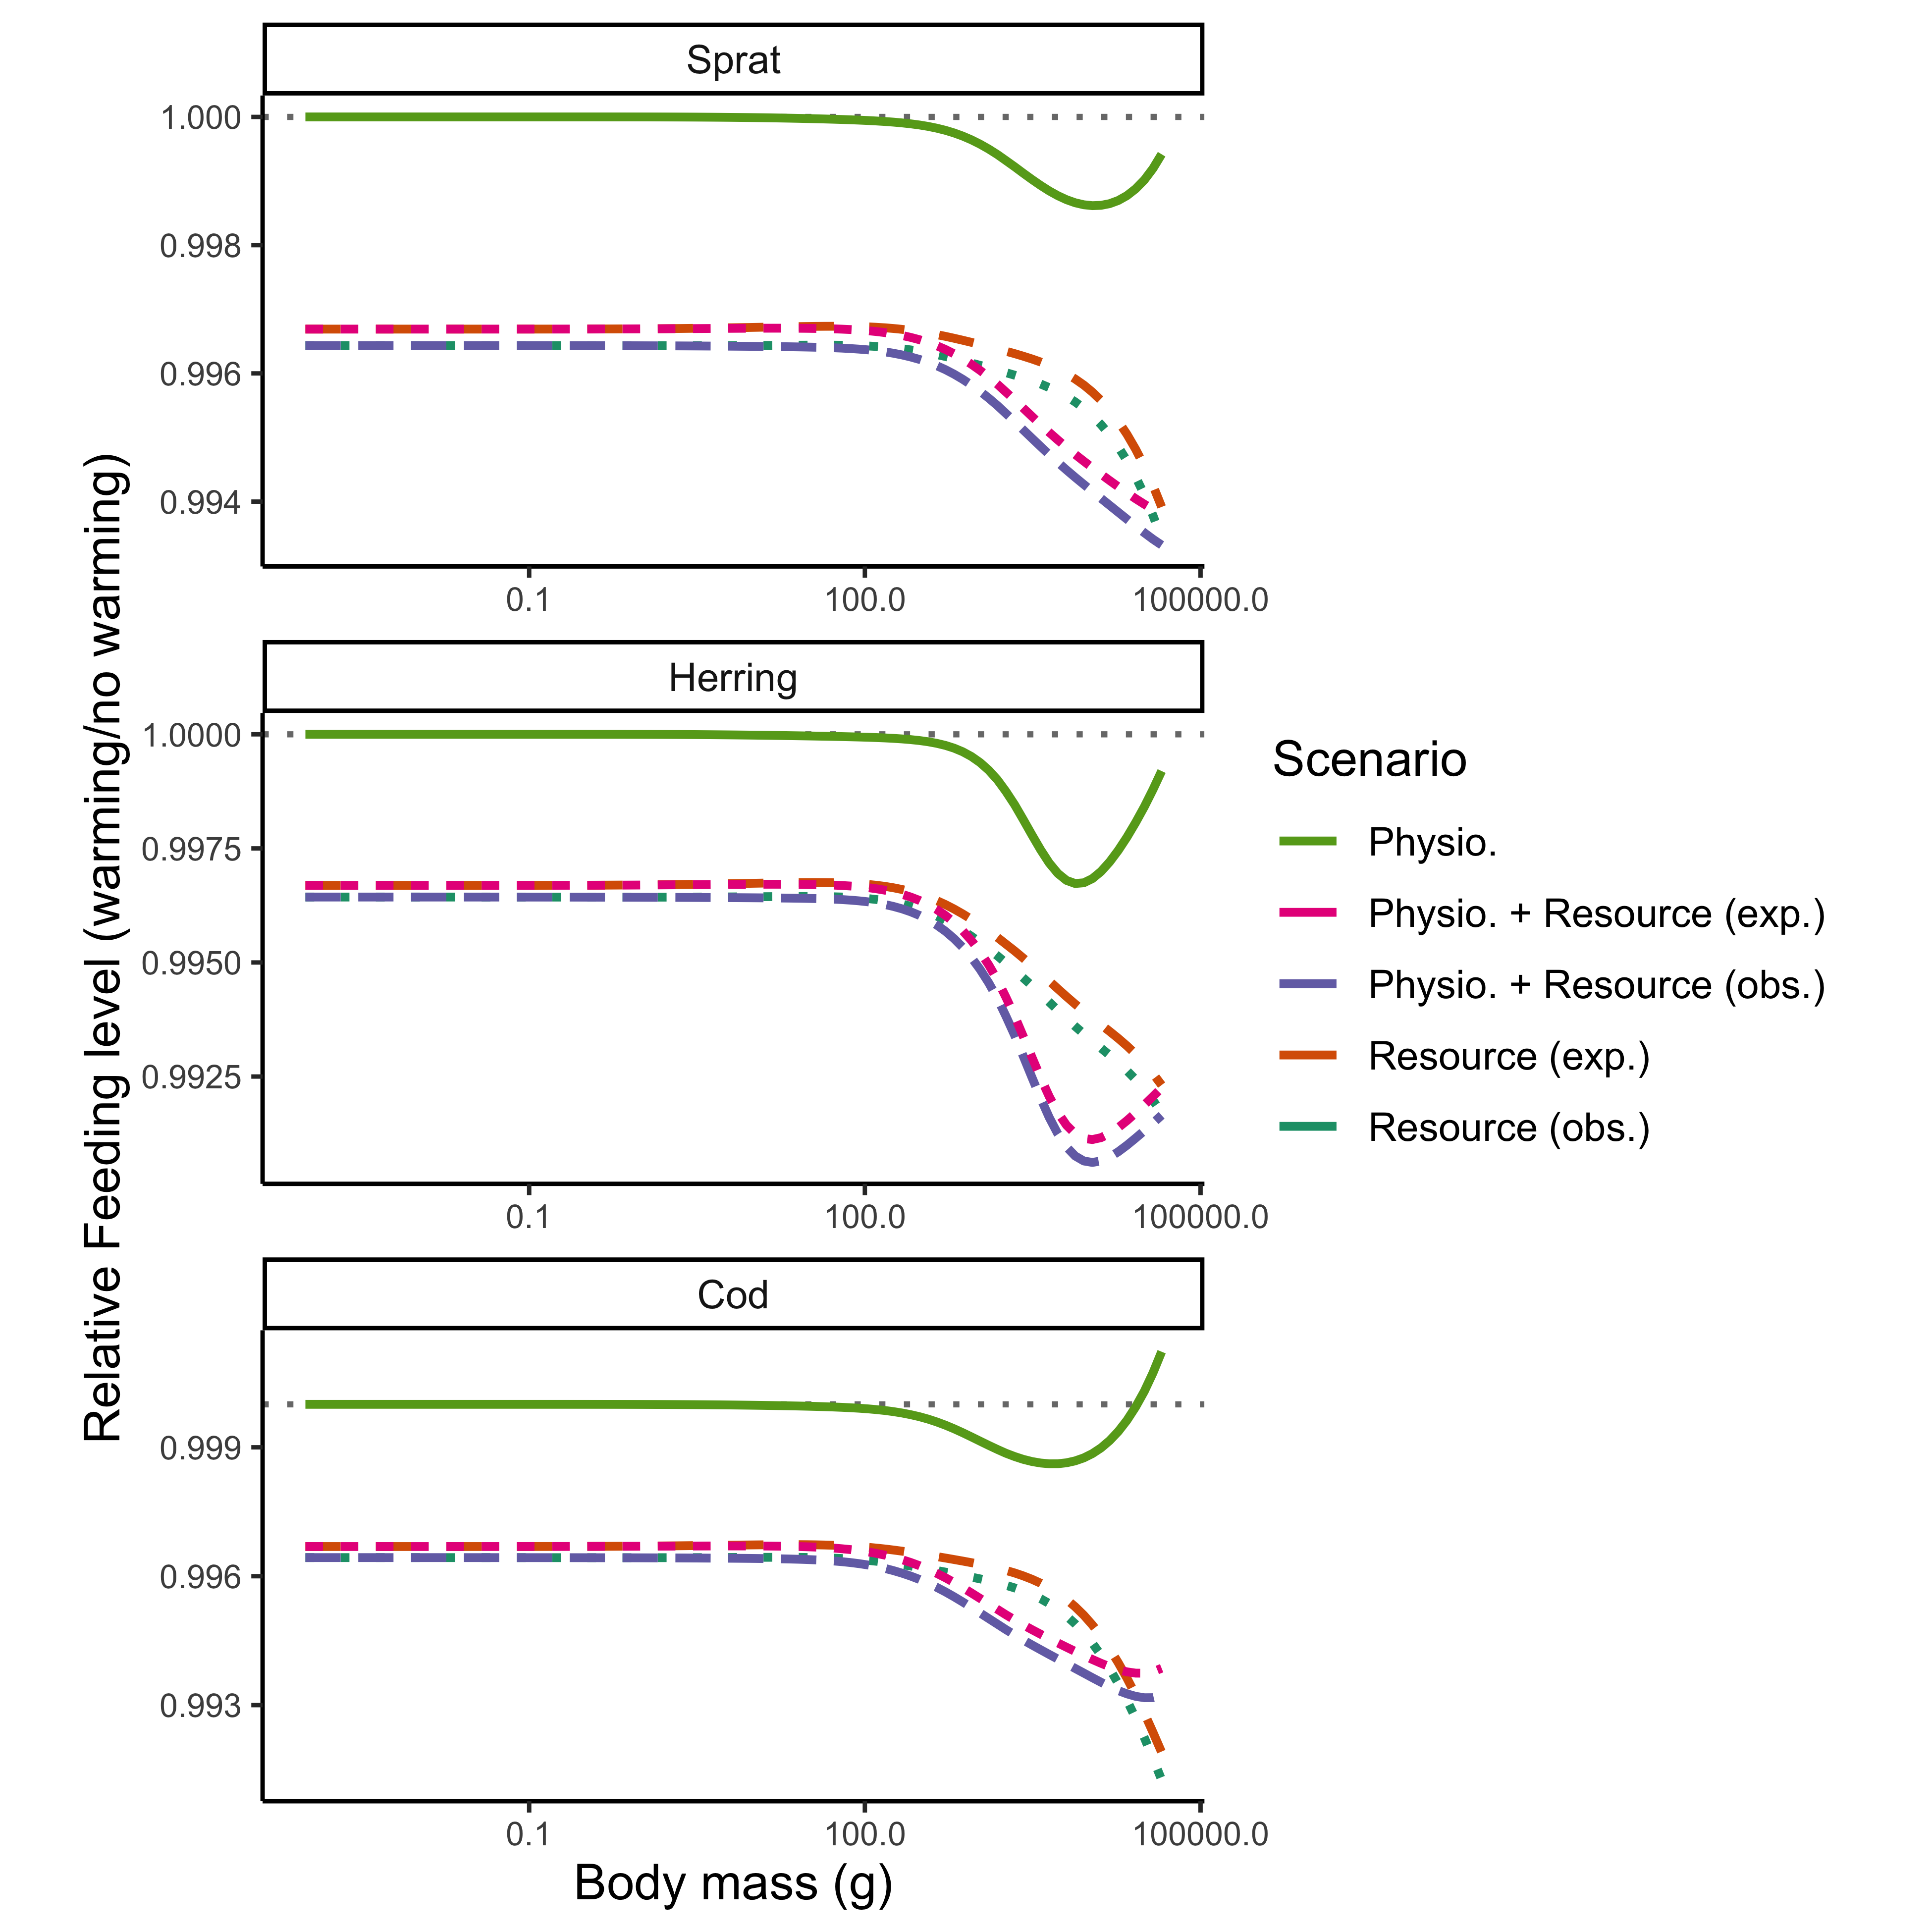 Relative Feeding level (warming/no warming)
Sprat
1.000
0.998
0.996
0.994
0.1 100.0 100000.0
Herring
1.0000
0.9975
0.9950
0.9925
0.1 100.0 100000.0
Cod
0.999
0.996
0.993
0.1 100.0 100000.0
Body mass (g)
Scenario
Physio.
Physio. + Resource (exp.)
Physio. + Resource (obs.)
Resource (exp.)
Resource (obs.)